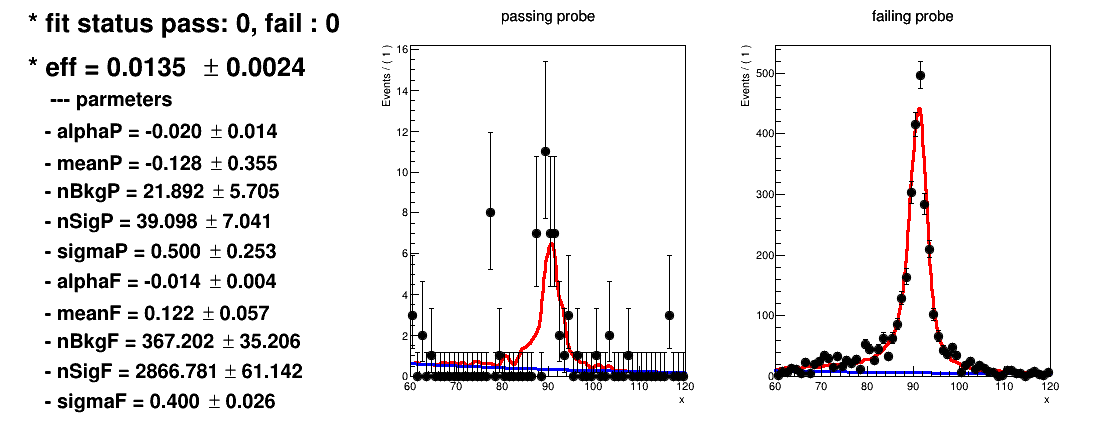 * fit status pass: 0, fail : 0
* eff = 0.0135 ± 0.0024
--- parmeters
- alphaP = -0.020 ± 0.014
- meanP = -0.128 ± 0.355
- nBkgP = 21.892 ± 5.705
- nSigP = 39.098 ± 7.041
- sigmaP = 0.500 ± 0.253
- alphaF = -0.014 ± 0.004
- meanF = 0.122 ± 0.057
- nBkgF = 367.202 ± 35.206
- nSigF = 2866.781 ± 61.142
- sigmaF = 0.400 ± 0.026
passing probe
Events / ( 1 )
16
14
12
10
8
6
4
2
0
60 70 80 90 100 110 120
x
failing probe
Events / ( 1 )
500
400
300
200
100
0
60 70 80 90 100 110 120
x